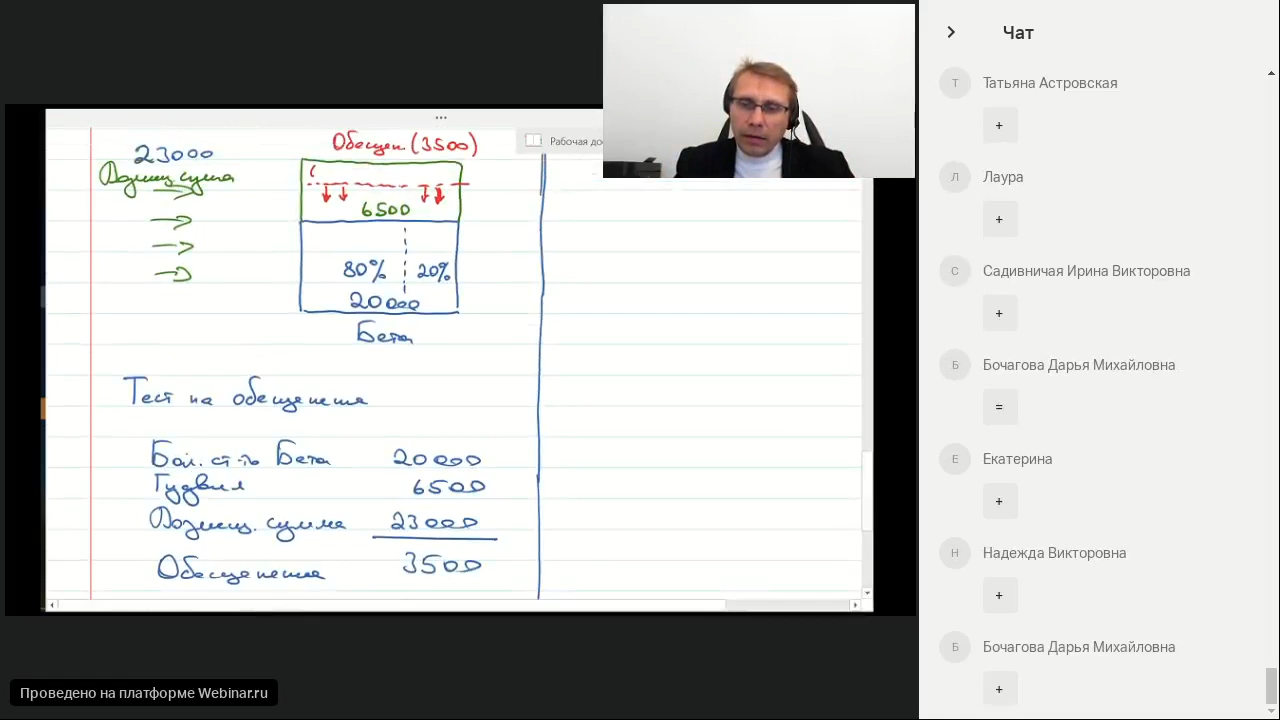 23000
Возмещ сумма
Обесцен (3500)
Рабочая дос
6500
80% 20%
20000
Бета
Тест на обесценение
Бал. ст-ть Бета 20000
Гудвил 6500
Возмещ. сумма 23000
Обесценение 3500
Проведено на платформе Webinar.ru
Чат
Т Татьяна Астровская
+
Л Лаура
+
С Садивничая Ирина Викторовна
+
Б Бочагова Дарья Михайловна
=
Е Екатерина
+
Н Надежда Викторовна
+
Б Бочагова Дарья Михайловна
+